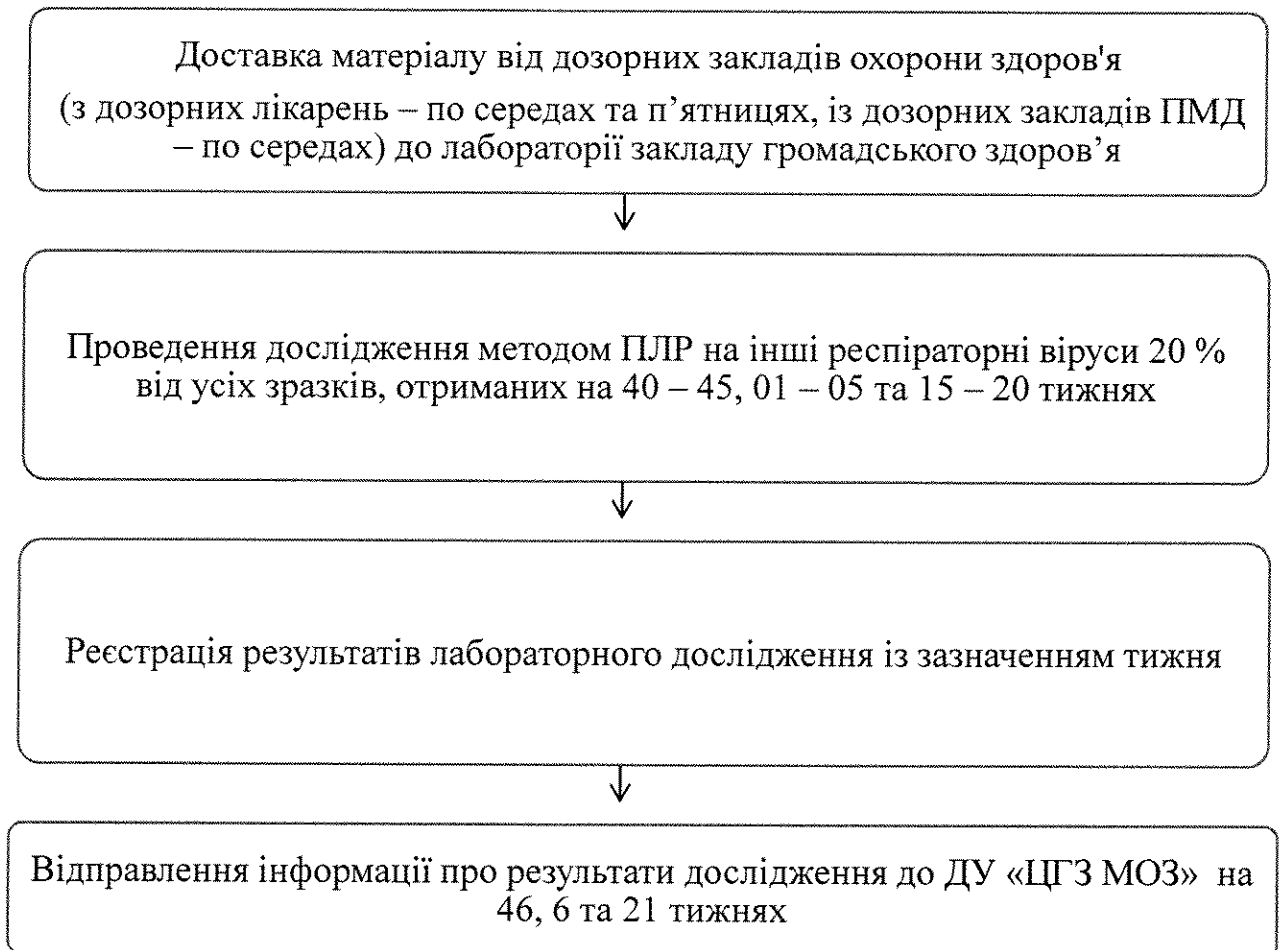 Доставка матеріалу від дозорних закладів охорони здоров'я
(з дозорних лікарень – по середах та п’ятницях, із дозорних закладів ПМД
– по середах) до лабораторії закладу громадського здоров’я
Проведення дослідження методом ПЛР на інші респіраторні віруси 20 %
від усіх зразків, отриманих на 40 – 45, 01 – 05 та 15 – 20 тижнях
Реєстрація результатів лабораторного дослідження із зазначенням тижня
Відправлення інформації про результати дослідження до ДУ «ЦГЗ МОЗ» на
46, 6 та 21 тижнях